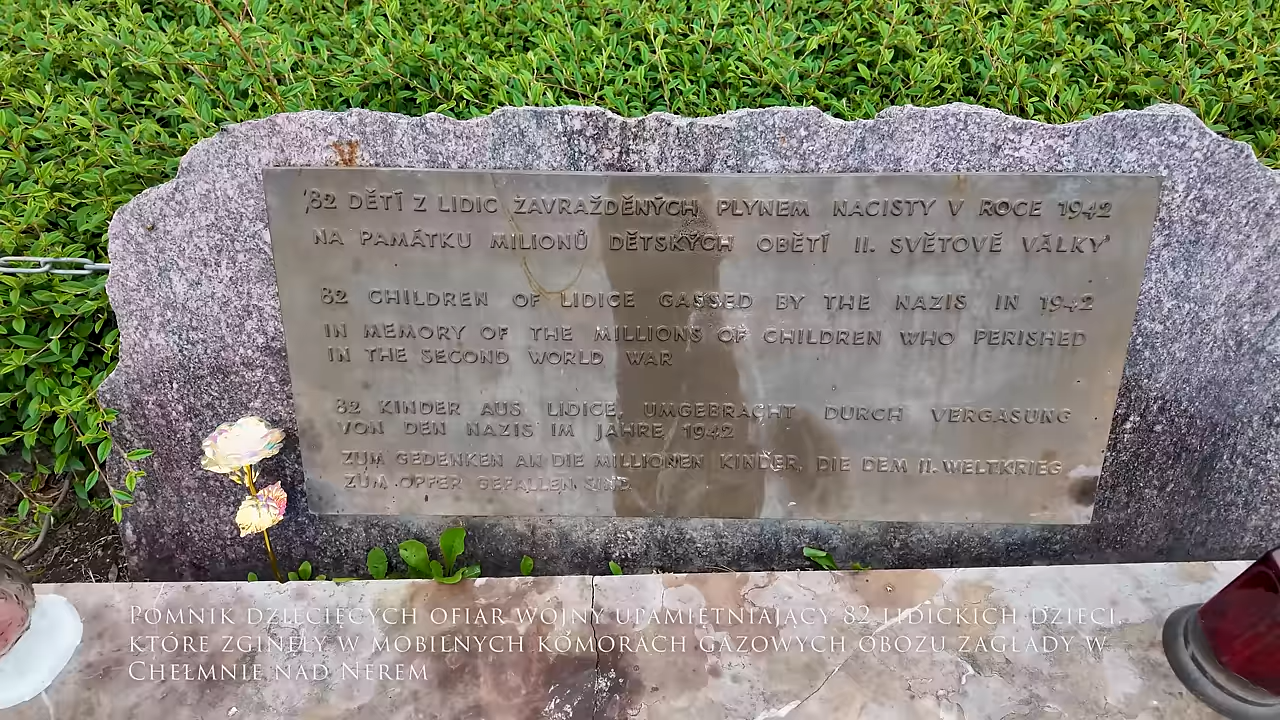 82 DĚTÍ Z LIDIC ZAVRAŽDĚNÝCH PLYNEM NACISTY V ROCE 1942
NA PAMÁTKU MILIONŮ DĚTSKÝCH OBĚTÍ II. SVĚTOVÉ VÁLKY
82 CHILDREN OF LIDICE GASSED BY THE NAZIS IN 1942
IN MEMORY OF THE MILLIONS OF CHILDREN WHO PERISHED
IN THE SECOND WORLD WAR
82 KINDER AUS LIDICE, UMGEBRACHT DURCH VERGASUNG
VON DEN NAZIS IM JAHRE 1942
ZUM GEDENKEN AN DIE MILLIONEN KINDER, DIE DEM II. WELTKRIEG
ZUM OPFER GEFALLEN SIND
Pomnik dziecięcych ofiar wojny upamiętniający 82 lidickich dzieci,
które zginęły w mobilnych komorach gazowych obozu zagłady w
Chełmnie nad Nerem